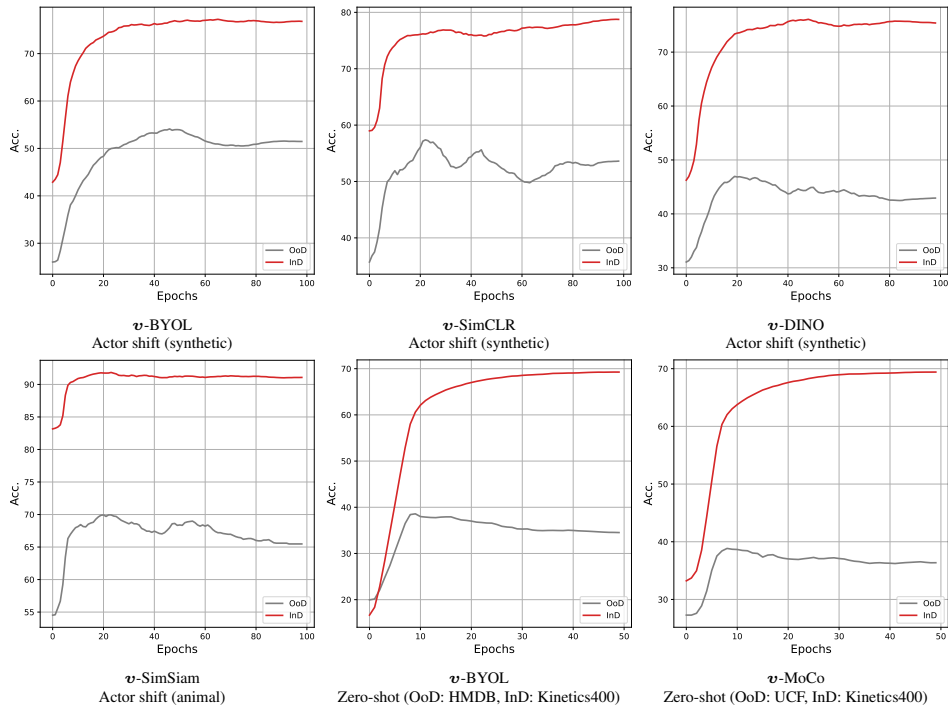 70
60
50
40
30
Acc.
0
20
40
60
80
100
Epochs
OoD
InD
v-BYOL
Actor shift (synthetic)
80
70
60
50
40
Acc.
0
20
40
60
80
100
Epochs
OoD
InD
v-SimCLR
Actor shift (synthetic)
70
60
50
40
30
Acc.
0
20
40
60
80
100
Epochs
OoD
InD
v-DINO
Actor shift (synthetic)
90
85
80
75
70
65
60
55
Acc.
0
20
40
60
80
100
Epochs
OoD
InD
v-SimSiam
Actor shift (animal)
70
60
50
40
30
20
Acc.
0
10
20
30
40
50
Epochs
OoD
InD
v-BYOL
Zero-shot (OoD: HMDB, InD: Kinetics400)
70
60
50
40
30
Acc.
0
10
20
30
40
50
Epochs
OoD
InD
v-MoCo
Zero-shot (OoD: UCF, InD: Kinetics400)